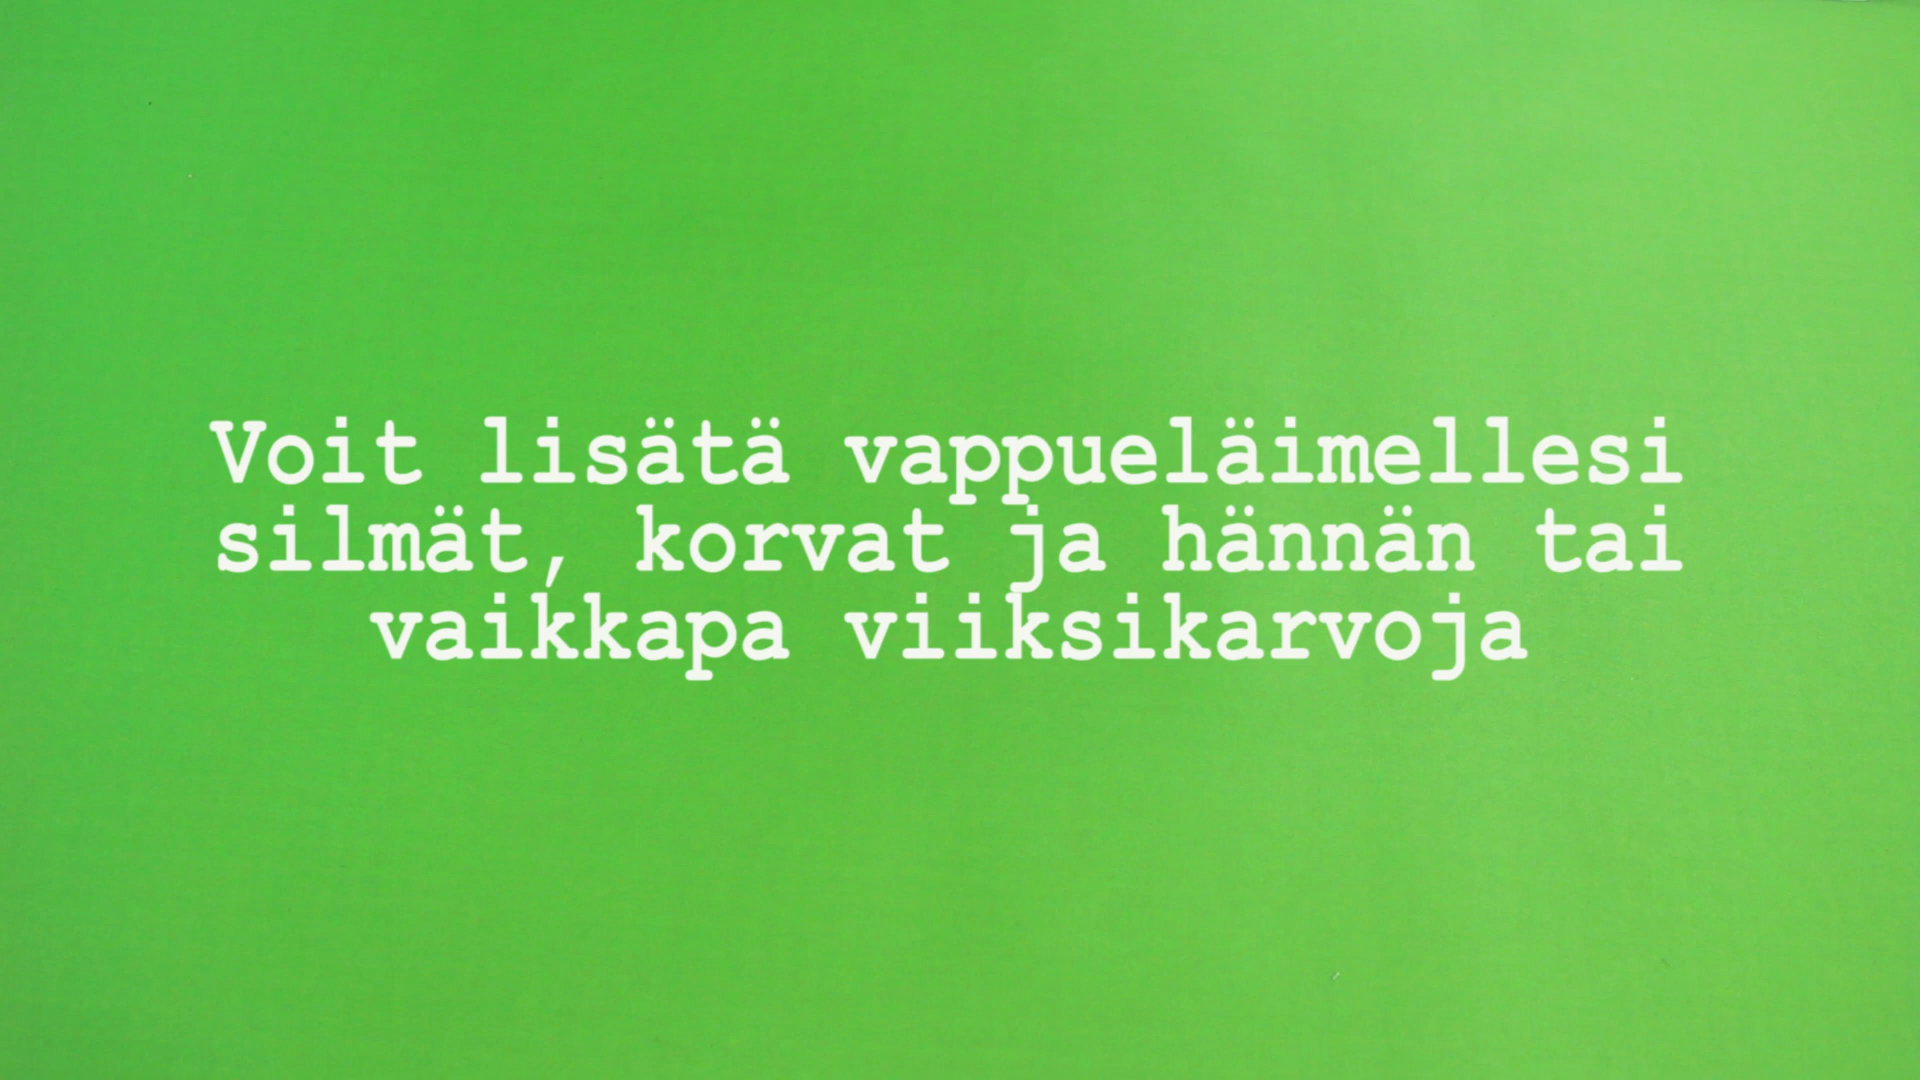 Voit lisätä vappueläimellesi
silmät, korvat ja hännän tai
vaikkapa viiksikarvoja